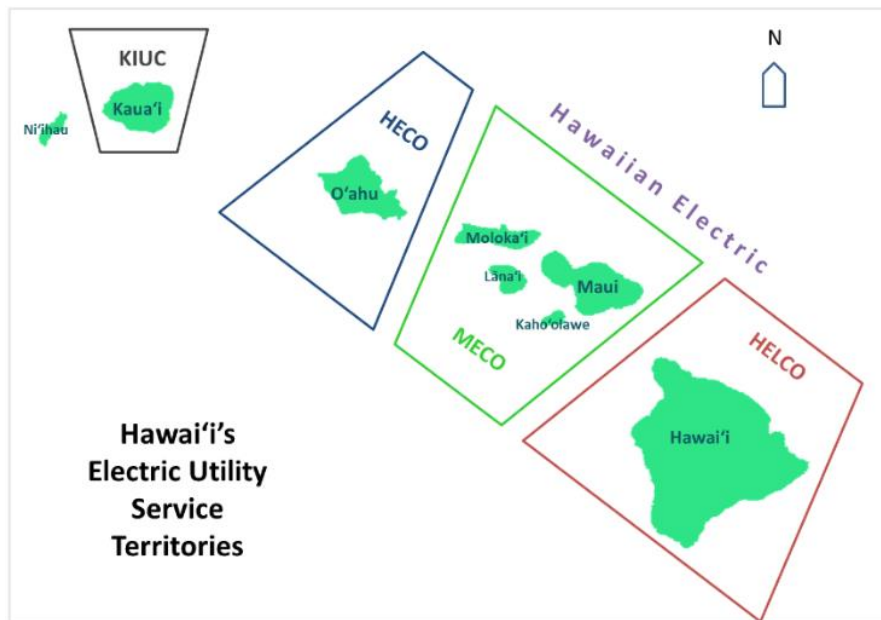 KIUC
Kaua‘i
Ni‘ihau
N
HECO
O‘ahu
Hawaiian Electric
Moloka‘i
Lāna‘i
Maui
Kaho‘olawe
MECO
HELCO
Hawai‘i
Hawai‘i’s
Electric Utility
Service
Territories